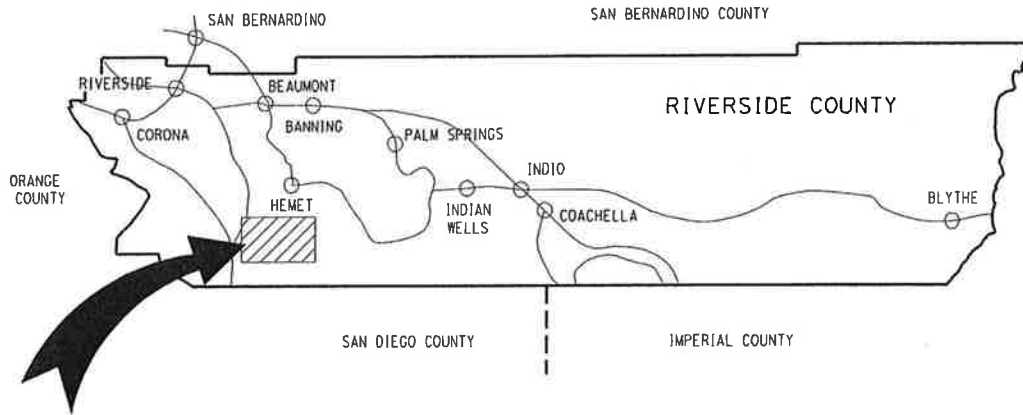 SAN BERNARDINO
SAN BERNARDINO COUNTY
RIVERSIDE
BEAUMONT
RIVERSIDE COUNTY
BANNING
CORONA
PALM SPRINGS
ORANGE
COUNTY
INDIO
HEMET
INDIAN
WELLS
COACHELLA
BLYTHE
SAN DIEGO COUNTY
IMPERIAL COUNTY